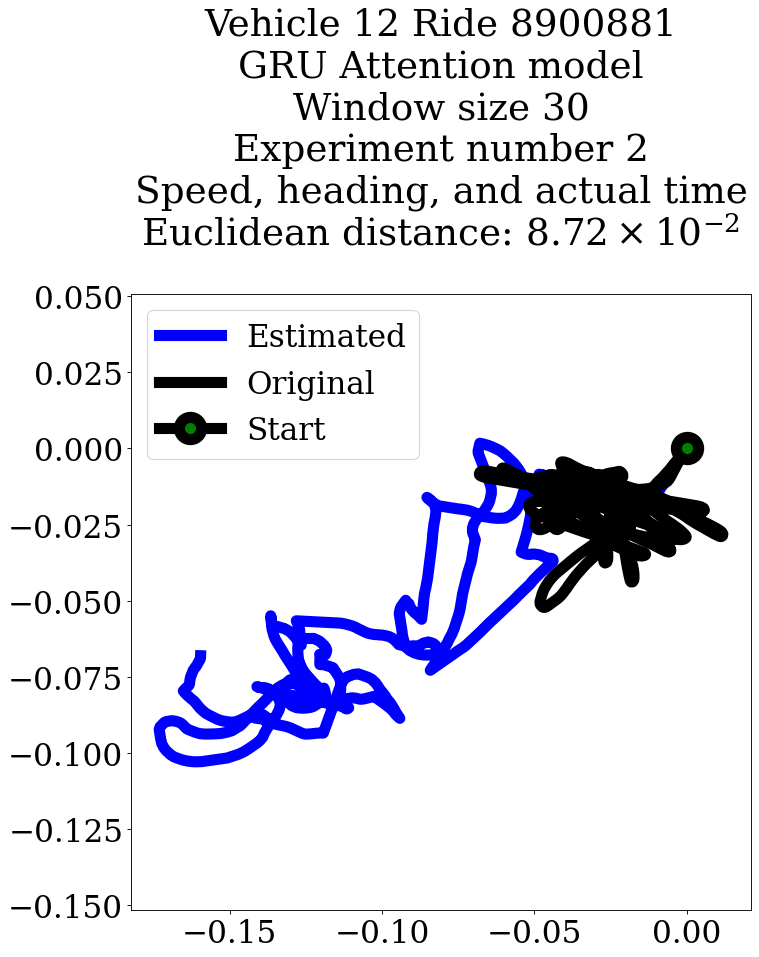 Vehicle 12 Ride 8900881
GRU Attention model
Window size 30
Experiment number 2
Speed, heading, and actual time
Euclidean distance: 8.72 × 10⁻²
Estimated
Original
Start
0.050
0.025
0.000
−0.025
−0.050
−0.075
−0.100
−0.125
−0.150
−0.15 −0.10 −0.05 0.00